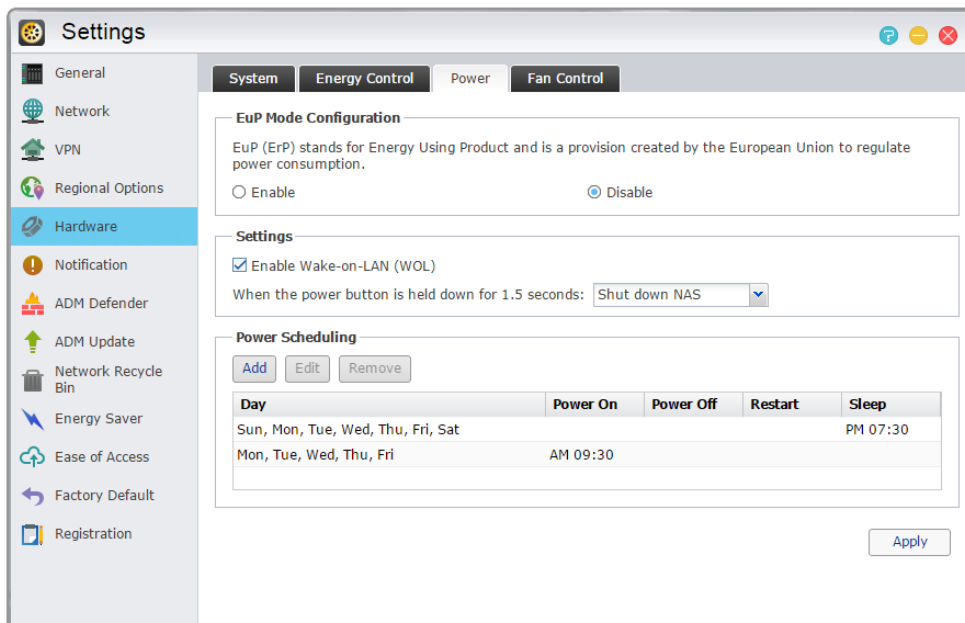 Settings
General
Network
VPN
Regional Options
Hardware
Notification
ADM Defender
ADM Update
Network Recycle
Bin
Energy Saver
Ease of Access
Factory Default
Registration
System Energy Control Power Fan Control
EuP Mode Configuration
EuP (ErP) stands for Energy Using Product and is a provision created by the European Union to regulate
power consumption.
Enable Disable
Settings
Enable Wake-on-LAN (WOL)
When the power button is held down for 1.5 seconds: Shut down NAS
Power Scheduling
Add Edit Remove
Day Power On Power Off Restart Sleep
Sun, Mon, Tue, Wed, Thu, Fri, Sat PM 07:30
Mon, Tue, Wed, Thu, Fri AM 09:30
Apply